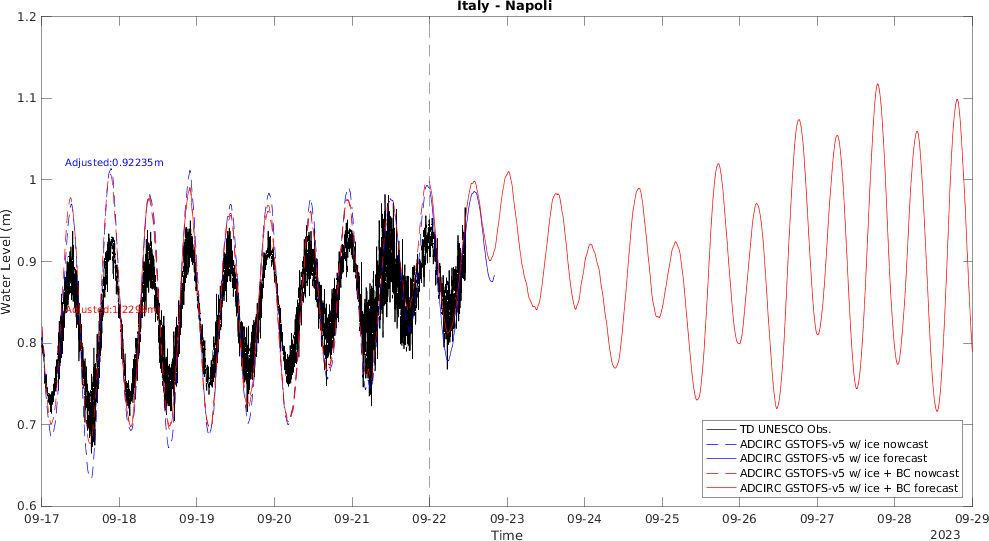 Italy - Napoli
1.2
1.1
1
0.9
0.8
0.7
0.6
Water Level (m)
Adjusted:0.92235m
09-17 09-18 09-19 09-20 09-21 09-22 09-23 09-24 09-25 09-26 09-27 09-28 09-29
Time
2023
TD UNESCO Obs.
ADCIRC GSTOFS-v5 w/ ice nowcast
ADCIRC GSTOFS-v5 w/ ice forecast
ADCIRC GSTOFS-v5 w/ ice + BC nowcast
ADCIRC GSTOFS-v5 w/ ice + BC forecast